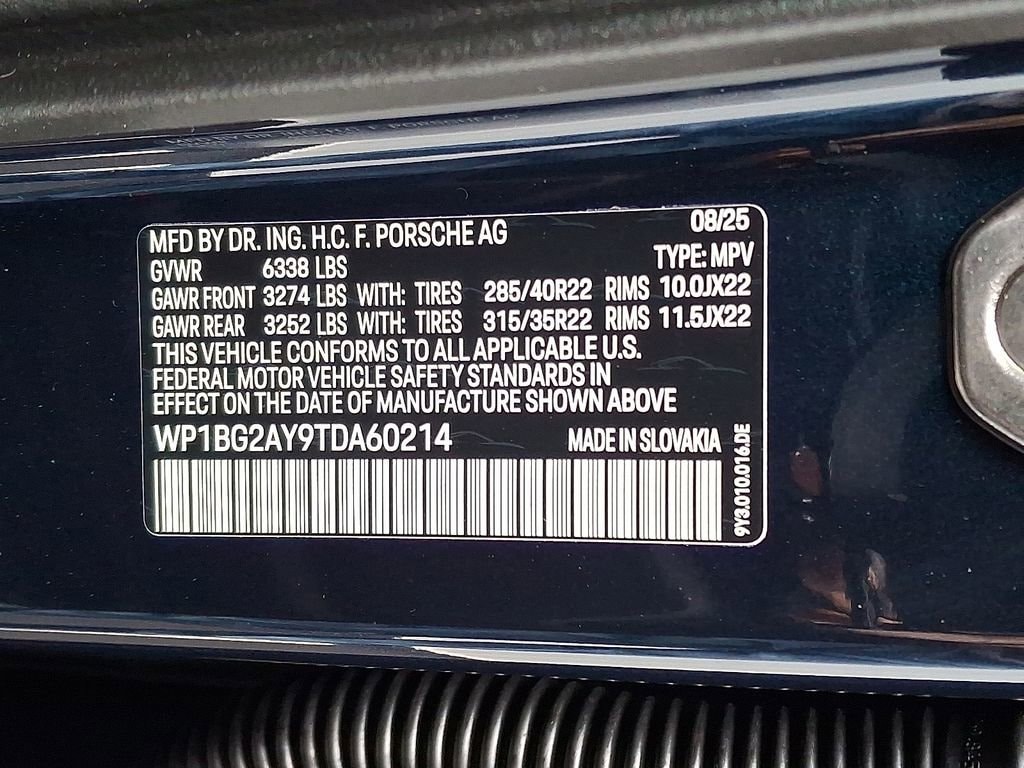 MFD BY DR. ING. H.C. F. PORSCHE AG 08/25
GVWR 6338 LBS TYPE: MPV
GAWR FRONT 3274 LBS WITH: TIRES 285/40R22 RIMS 10.0JX22
GAWR REAR 3252 LBS WITH: TIRES 315/35R22 RIMS 11.5JX22
THIS VEHICLE CONFORMS TO ALL APPLICABLE U.S.
FEDERAL MOTOR VEHICLE SAFETY STANDARDS IN
EFFECT ON THE DATE OF MANUFACTURE SHOWN ABOVE
WP1BG2AY9TDA60214 MADE IN SLOVAKIA
9Y3.010.016.DE